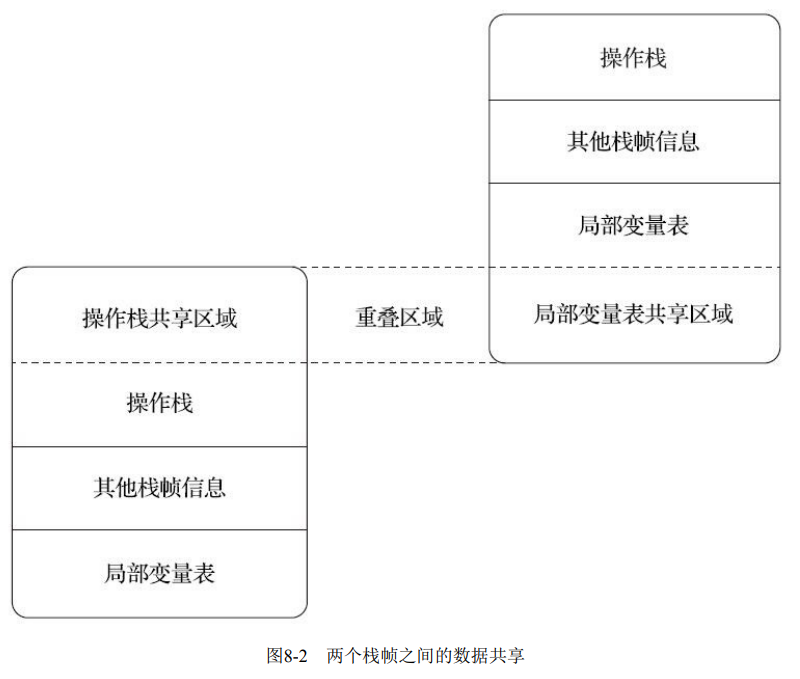 操作栈
其他栈帧信息
局部变量表
操作栈共享区域
重叠区域
局部变量表共享区域
操作栈
其他栈帧信息
局部变量表
图8-2 两个栈帧之间的数据共享